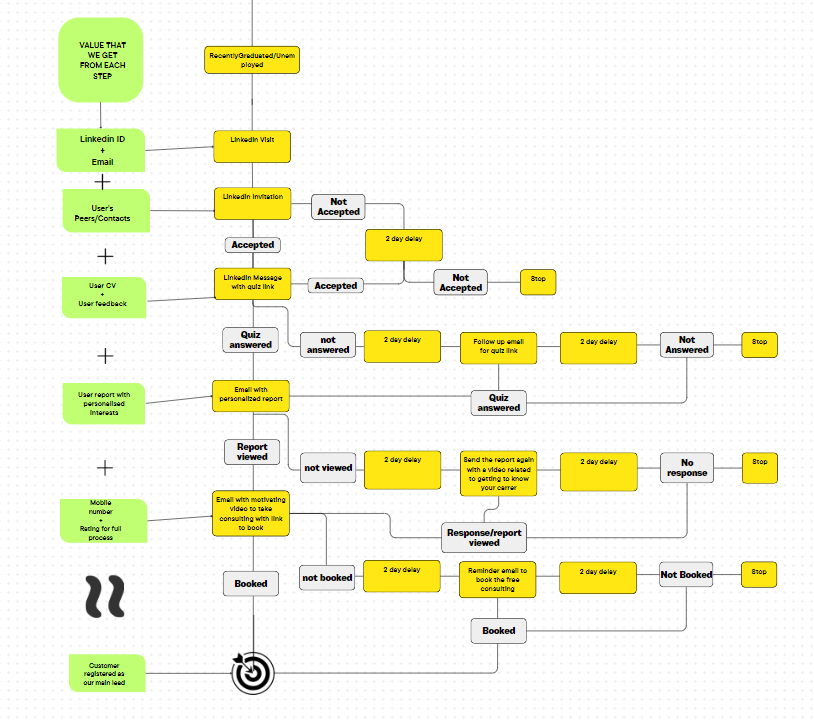 VALUE THAT
WE GET
FROM EACH
STEP
RecentlyGraduated/Unem
ployed
Linkedin ID
+
Email
Linkedin Visit
+
User's
Peers/Contacts
Linkedin Invitation
Not
Accepted
Accepted
2 day delay
+
User CV
+
User feedback
Linkedin Message
with quiz link
Accepted
Not
Accepted
Stop
Quiz
answered
not
answered
2 day delay
Follow up email
for quiz link
2 day delay
Not
Answered
Stop
+
User report with
personalised
interests
Email with
personalized report
Quiz
answered
Report
viewed
not viewed
2 day delay
Send the report again
with a video related
to getting to know
your carrer
2 day delay
No
response
Stop
+
Mobile
number
+
Rating for full
process
Email with motivating
video to take
consulting with link
to book
Response/report
viewed
Booked
not booked
2 day delay
Reminder email to
book the free
consulting
2 day delay
Not Booked
Stop
Booked
Customer
registered as
our main lead